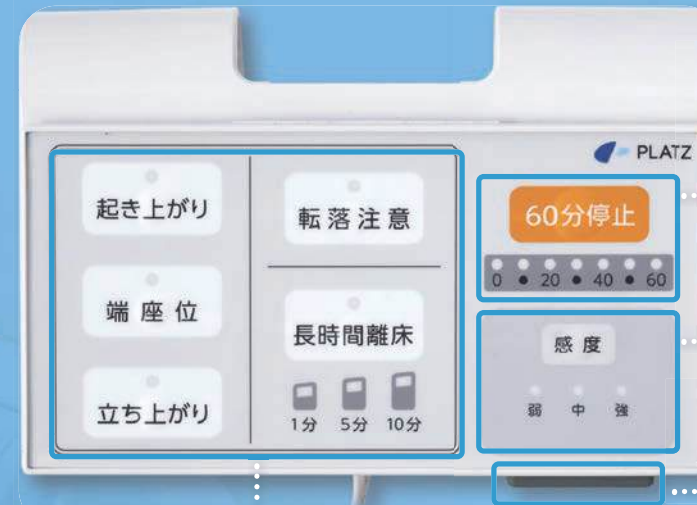 PLATZ
起き上がり
端座位
立ち上がり
転落注意
長時間離床
1分 5分 10分
60分停止
0 ● 20 ● 40 ● 60
感度
弱 中 強